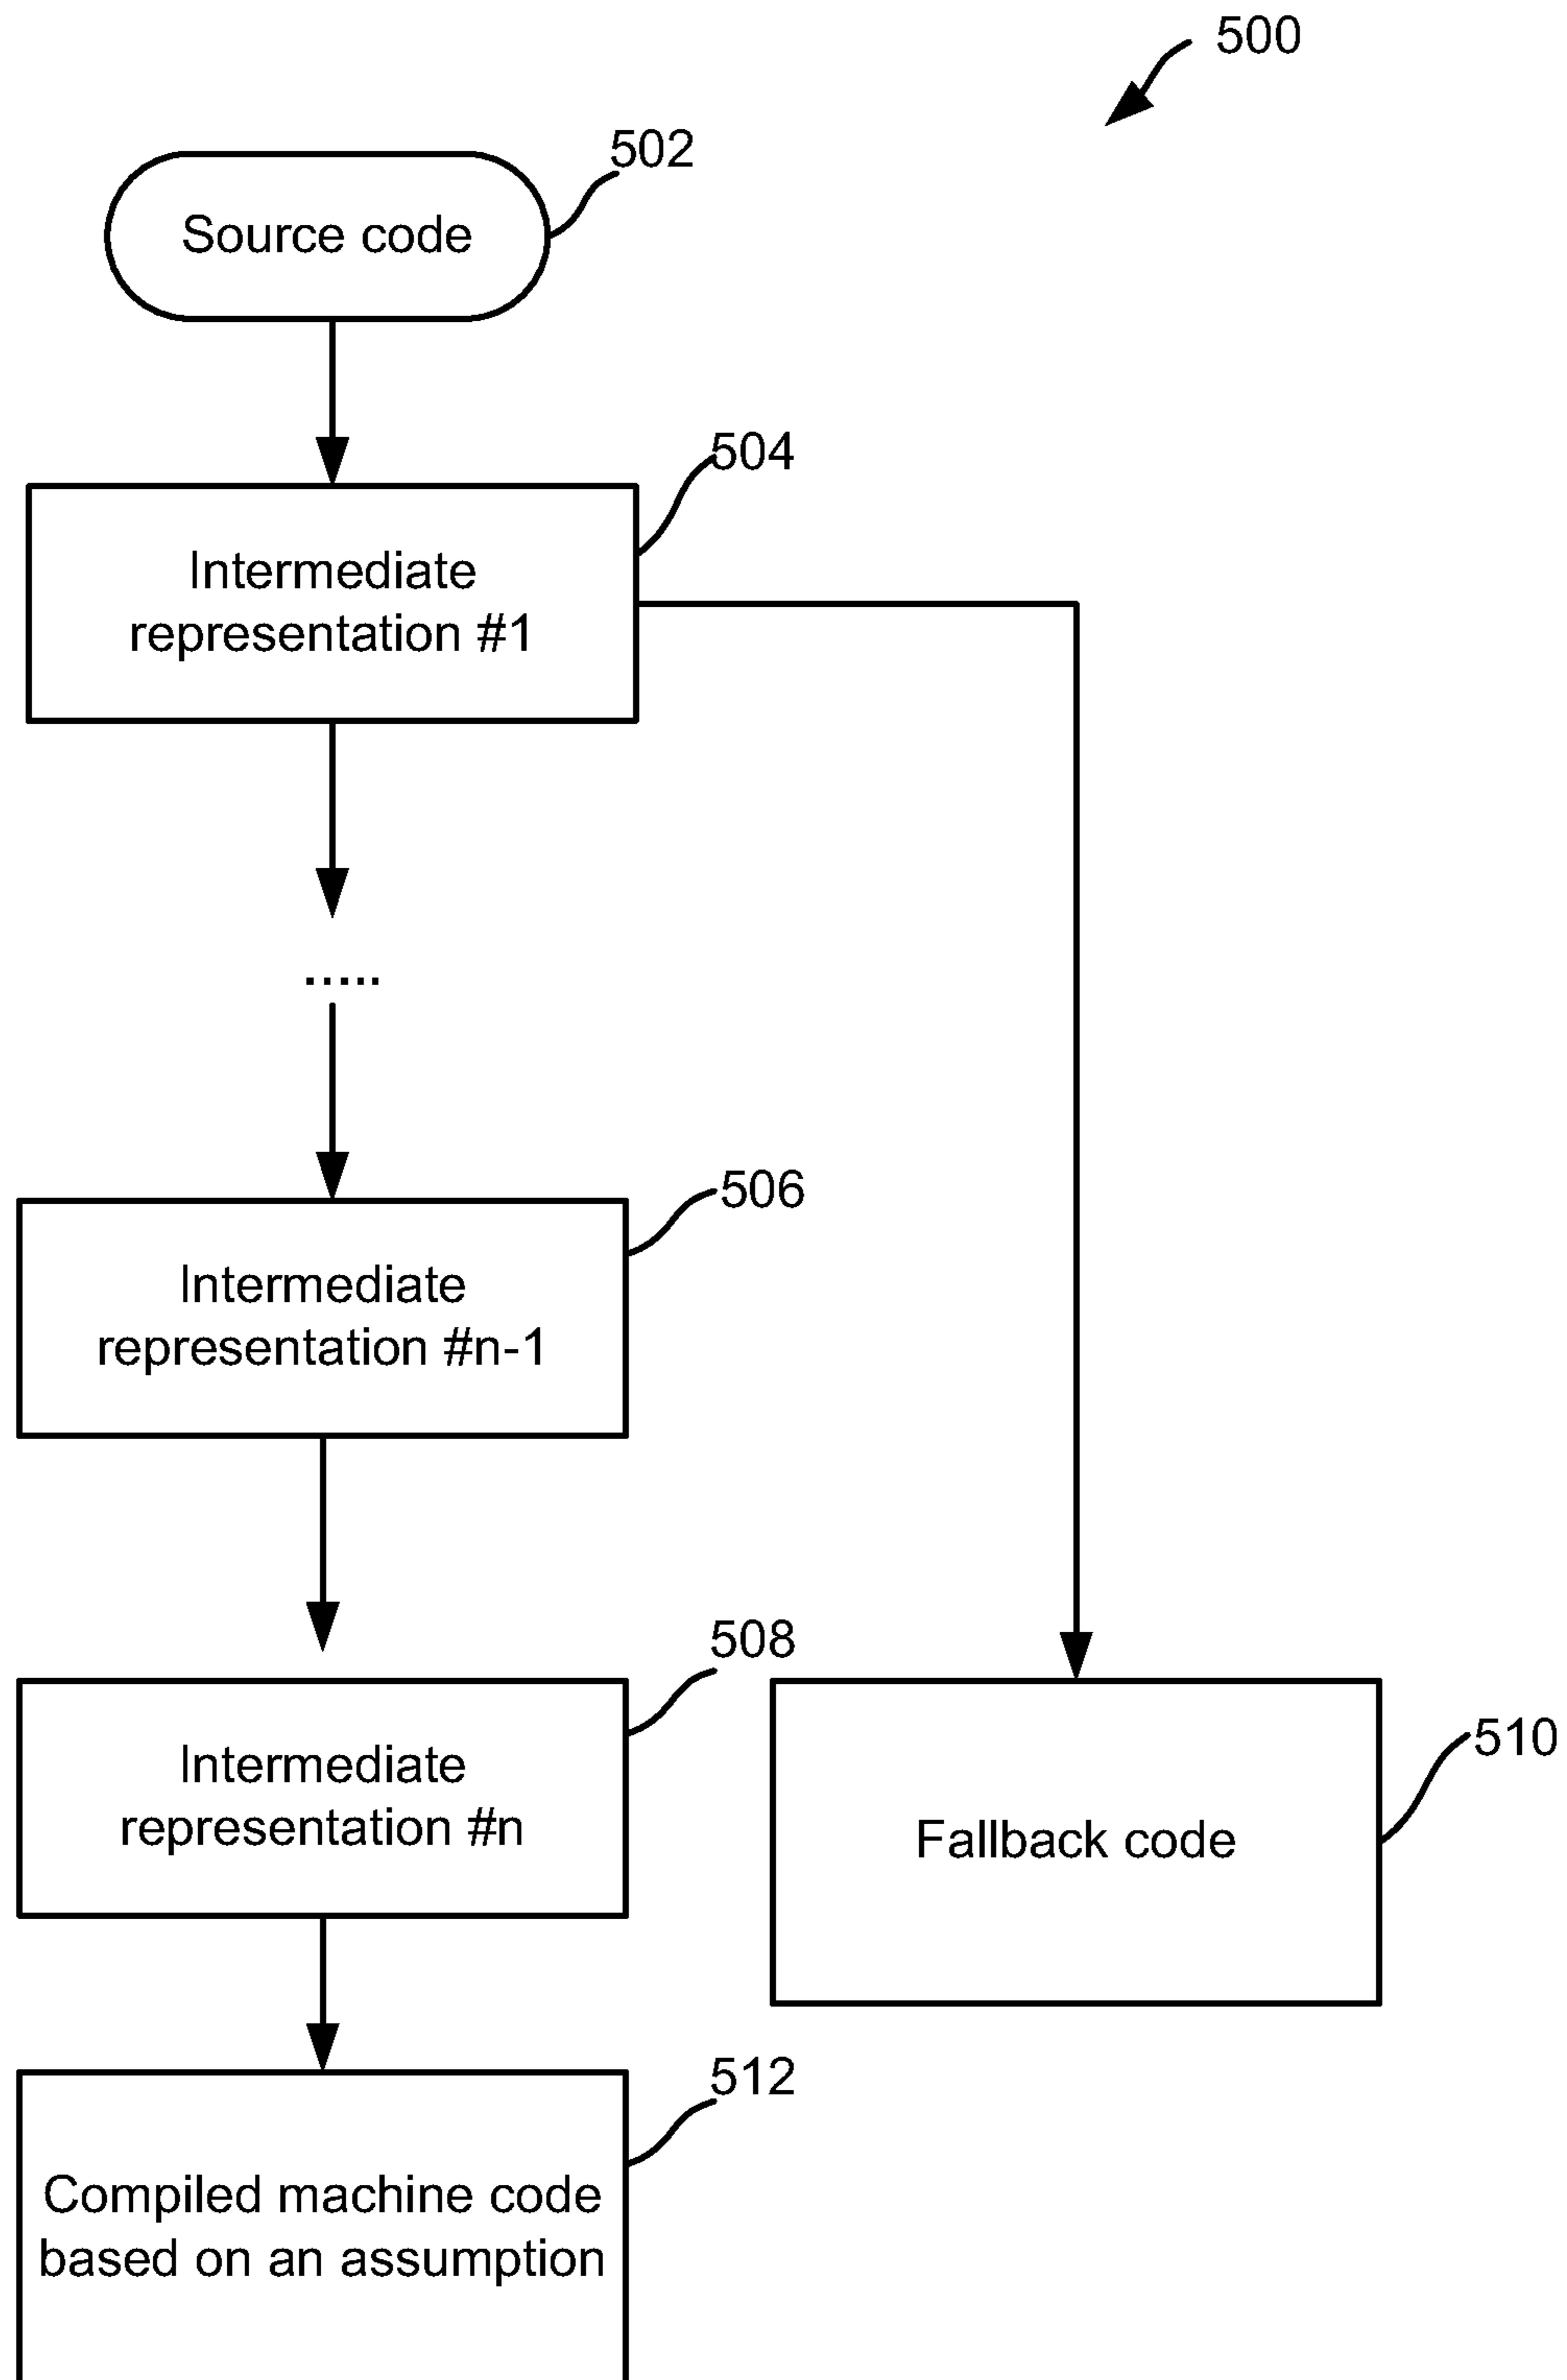 500
502
Source code
504
Intermediate
representation #1
.....
506
Intermediate
representation #n-1
508
Intermediate
representation #n
510
Fallback code
512
Compiled machine code
based on an assumption